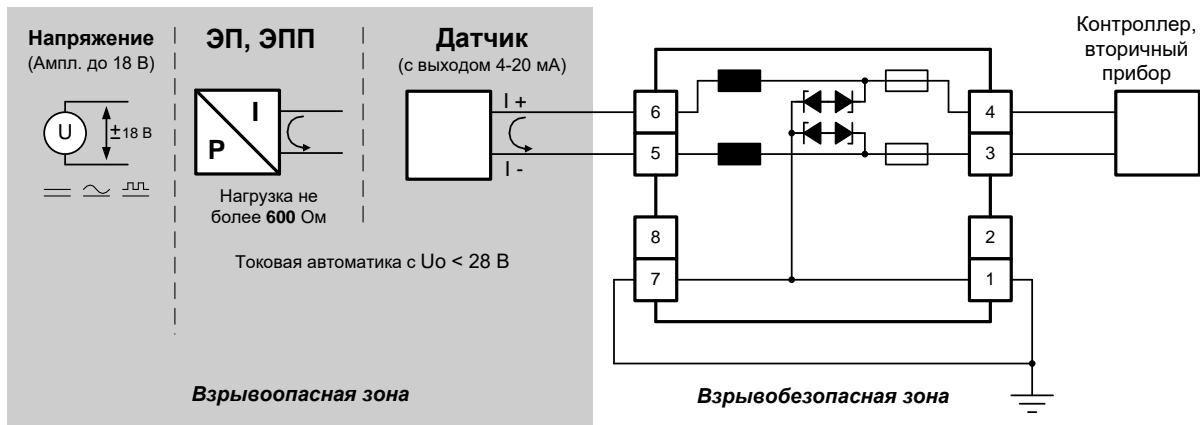 Напряжение
(Ампл. до 18 В)
U
±18 В
ЭП, ЭПП
I
P
Нагрузка не
более 600 Ом
Датчик
(с выходом 4-20 мА)
I +
I -
Токовая автоматика с Uo < 28 В
Взрывоопасная зона
6
5
8
7
4
3
2
1
Контроллер,
вторичный
прибор
Взрывобезопасная зона